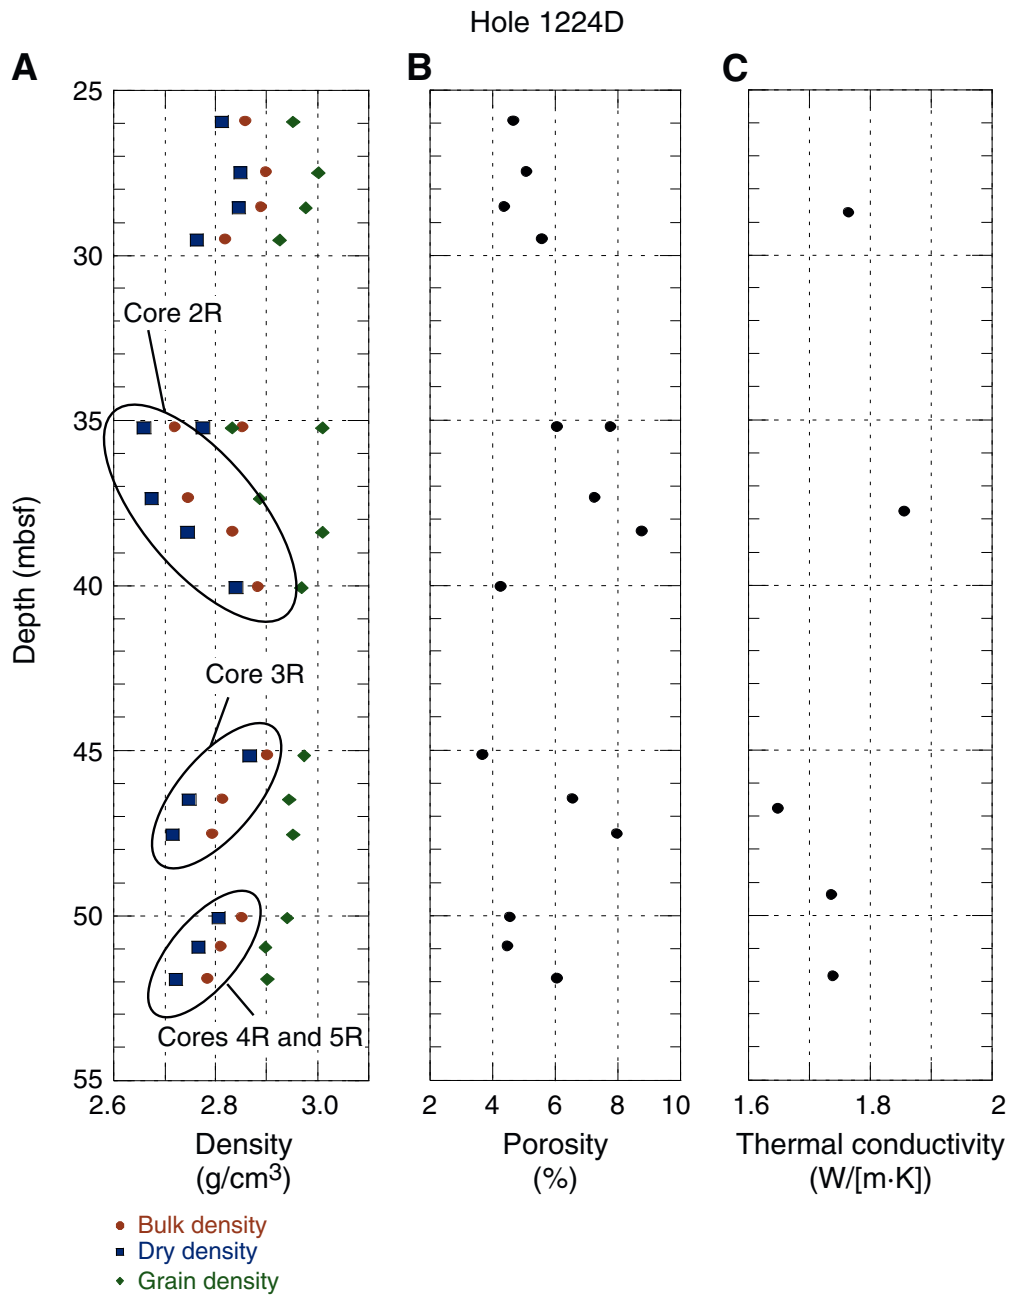 Hole 1224D
A
B
C
25
30
35
40
45
50
55
Depth (mbsf)
Core 2R
Core 3R
Cores 4R and 5R
2.6 2.8 3.0
2 4 6 8 10
1.6 1.8 2
Density
(g/cm³)
Porosity
(%)
Thermal conductivity
(W/[m·K])
Bulk density
Dry density
Grain density